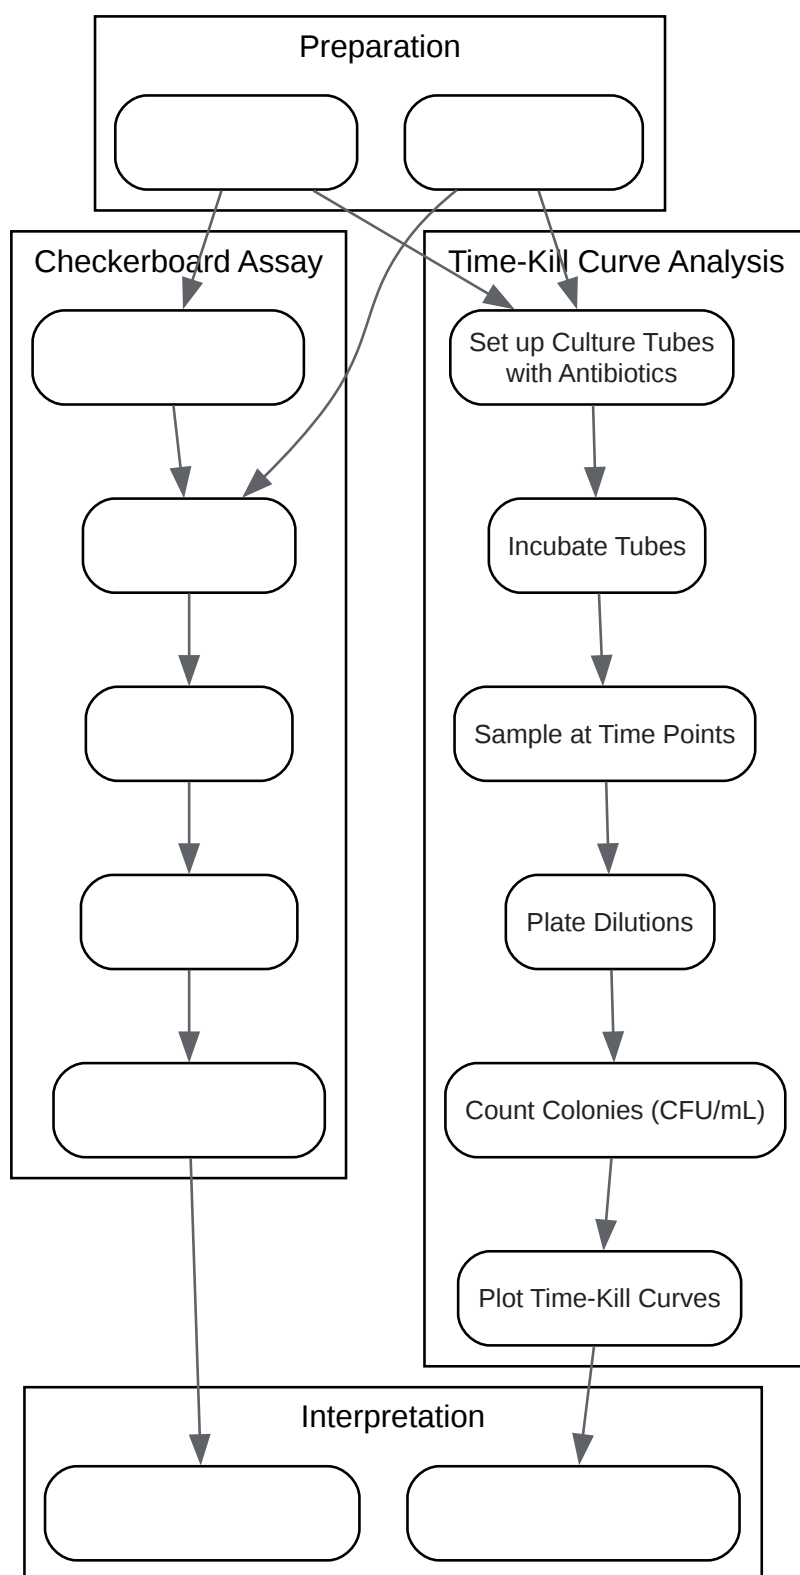 Preparation
Checkerboard Assay
Time-Kill Curve Analysis
Set up Culture Tubes
with Antibiotics
Incubate Tubes
Sample at Time Points
Plate Dilutions
Count Colonies (CFU/mL)
Plot Time-Kill Curves
Interpretation